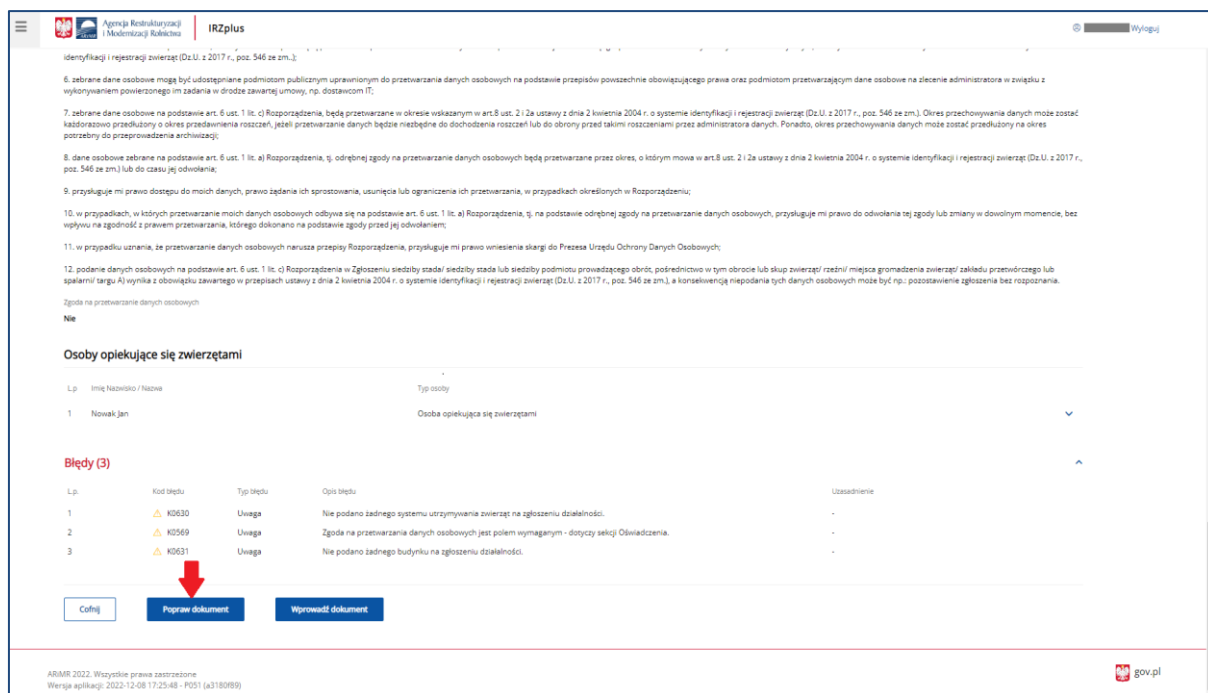 Agencja Restrukturyzacji
i Modernizacji Rolnictwa
IRZplus
Wyloguj
identyfikacji i rejestracji zwierząt (Dz.U. z 2017 r., poz. 546 ze zm..);
6. zebrane dane osobowe mogą być udostępniane podmiotom publicznym uprawnionym do przetwarzania danych osobowych na podstawie przepisów powszechnie obowiązującego prawa oraz podmiotom przetwarzającym dane osobowe na zlecenie administratora w związku z
wykonywaniem powierzonego im zadania w drodze zawartej umowy, np. dostawcom IT;
7. zebrane dane osobowe na podstawie art. 6 ust. 1 lit. c) Rozporządzenia, będą przetwarzane w okresie wskazanym w art.8 ust. 2 i 2a ustawy z dnia 2 kwietnia 2004 r. o systemie identyfikacji i rejestracji zwierząt (Dz.U. z 2017 r., poz. 546 ze zm.). Okres przechowywania danych może zostać
każdorazowo przedłużony o okres przedawnienia roszczeń, jeżeli przetwarzanie danych będzie niezbędne do dochodzenia roszczeń lub do obrony przed takimi roszczeniami przez administratora danych. Ponadto, okres przechowywania danych może zostać przedłużony na okres
potrzebny do przeprowadzenia archiwizacji;
8. dane osobowe zebrane na podstawie art. 6 ust. 1 lit. a) Rozporządzenia, tj. odrębnej zgody na przetwarzanie danych osobowych będą przetwarzane przez okres, o którym mowa w art.8 ust. 2 i 2a ustawy z dnia 2 kwietnia 2004 r. o systemie identyfikacji i rejestracji zwierząt (Dz.U. z 2017 r.,
poz. 546 ze zm.) lub do czasu jej odwołania;
9. przysługuje mi prawo dostępu do moich danych, prawo żądania ich sprostowania, usunięcia lub ograniczenia ich przetwarzania, w przypadkach określonych w Rozporządzeniu;
10. w przypadkach, w których przetwarzanie moich danych osobowych odbywa się na podstawie art. 6 ust. 1 lit. a) Rozporządzenia, tj. na podstawie odrębnej zgody na przetwarzanie danych osobowych, przysługuje mi prawo do odwołania tej zgody lub zmiany w dowolnym momencie, bez
wpływu na zgodność z prawem przetwarzania, którego dokonano na podstawie zgody przed jej odwołaniem;
11. w przypadku uznania, że przetwarzanie danych osobowych narusza przepisy Rozporządzenia, przysługuje mi prawo wniesienia skargi do Prezesa Urzędu Ochrony Danych Osobowych;
12. podanie danych osobowych na podstawie art. 6 ust. 1 lit. c) Rozporządzenia w Zgłoszeniu siedziby stada/ siedziby stada lub siedziby podmiotu prowadzącego obrót, pośrednictwo w tym obrocie lub skup zwierząt/ rzeźni/ miejsca gromadzenia zwierząt/ zakładu przetwórczego lub
spalarni/ targu A) wynika z obowiązku zawartego w przepisach ustawy z dnia 2 kwietnia 2004 r. o systemie identyfikacji i rejestracji zwierząt (Dz.U. z 2017 r., poz. 546 ze zm.), a konsekwencją niepodania tych danych osobowych może być np.: pozostawienie zgłoszenia bez rozpoznania.
Zgoda na przetwarzanie danych osobowych
Nie
Osoby opiekujące się zwierzętami
L.p Imię Nazwisko / Nazwa Typ osoby
1 Nowak Jan Osoba opiekująca się zwierzętami
Błędy (3)
L.p. Kod błędu Typ błędu Opis błędu Uzasadnienie
1 K0630 Uwaga Nie podano żadnego systemu utrzymywania zwierząt na zgłoszeniu działalności. -
2 K0569 Uwaga Zgoda na przetwarzania danych osobowych jest polem wymaganym - dotyczy sekcji Oświadczenia. -
3 K0631 Uwaga Nie podano żadnego budynku na zgłoszeniu działalności. -
Cofnij Popraw dokument Wprowadź dokument
ARiMR 2022. Wszystkie prawa zastrzeżone
Wersja aplikacji: 2022-12-08 17:25:48 - P051 (a3180f89)
gov.pl